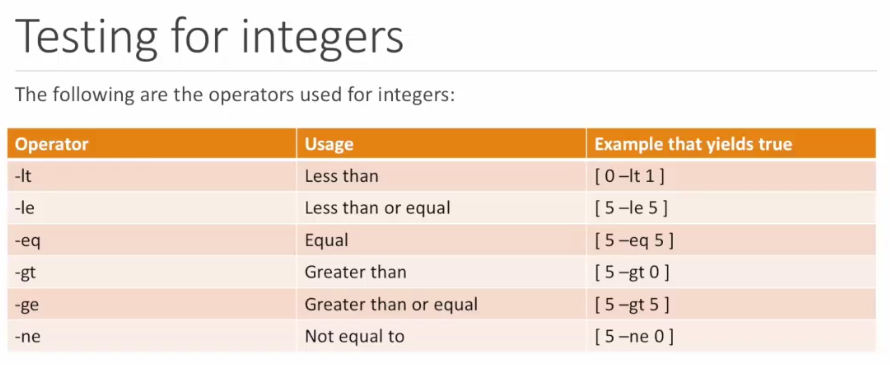 Testing for integers
The following are the operators used for integers:
Operator Usage Example that yields true
-lt Less than [ 0 –lt 1 ]
-le Less than or equal [ 5 –le 5 ]
-eq Equal [ 5 –eq 5 ]
-gt Greater than [ 5 –gt 0 ]
-ge Greater than or equal [ 5 –gt 5 ]
-ne Not equal to [ 5 –ne 0 ]